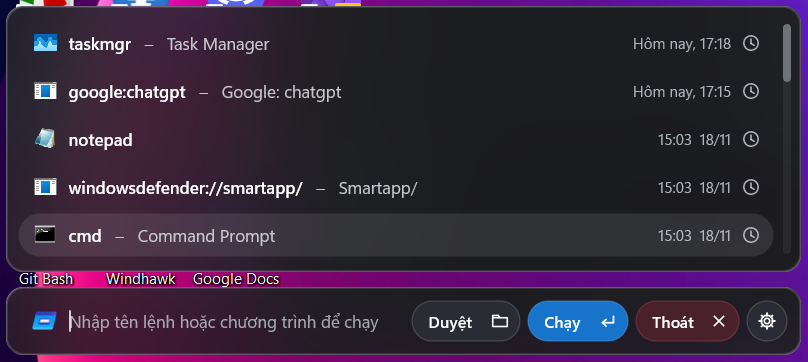 taskmgr – Task Manager Hôm nay, 17:18
google:chatgpt – Google: chatgpt Hôm nay, 17:15
notepad 15:03 18/11
windowsdefender://smartapp/ – Smartapp/ 15:03 18/11
cmd – Command Prompt 15:03 18/11
Git Bash Windhawk Google Docs
Nhập tên lệnh hoặc chương trình để chạy Duyệt Chạy Thoát